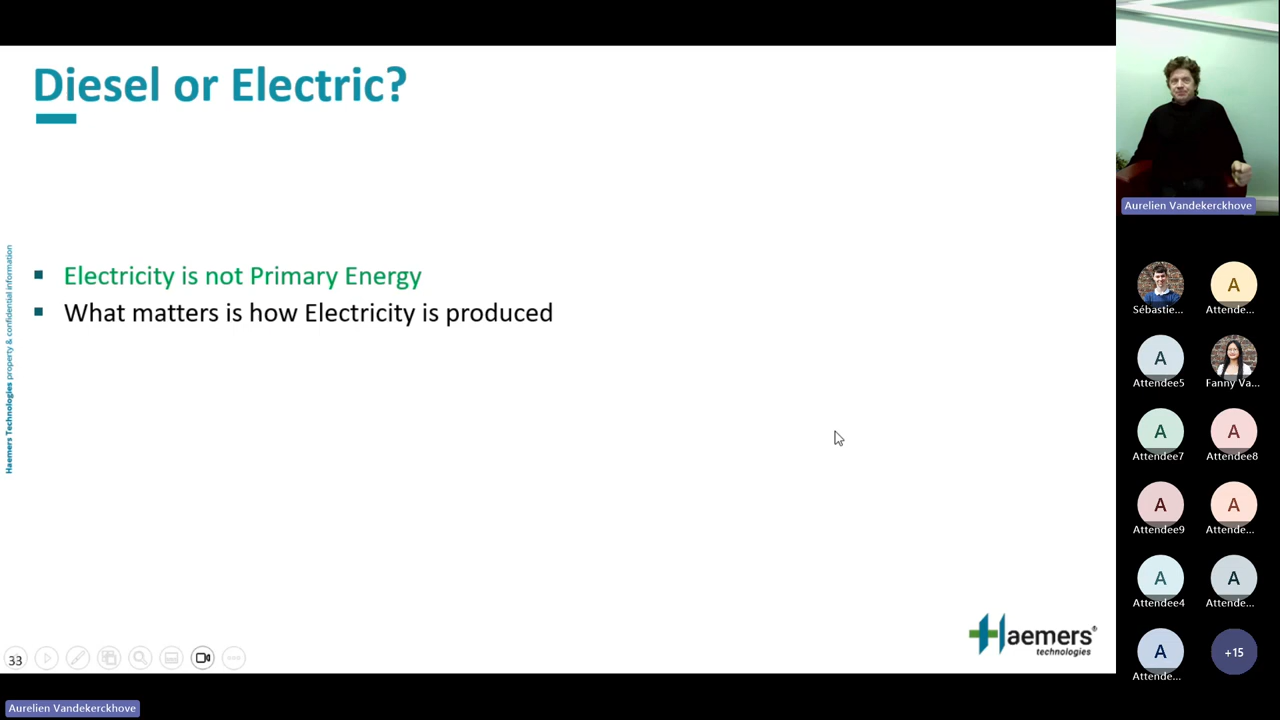 Diesel or Electric?
Electricity is not Primary Energy
What matters is how Electricity is produced
Haemers Technologies property & confidential information
33
Haemers®
technologies
Aurelien Vandekerckhove
Aurelien Vandekerckhove
Sébastie...
A
Attende...
A
Attendee5
Fanny Va...
A
Attendee7
A
Attendee8
A
Attendee9
A
Attende...
A
Attendee4
A
Attende...
A
Attende...
+15